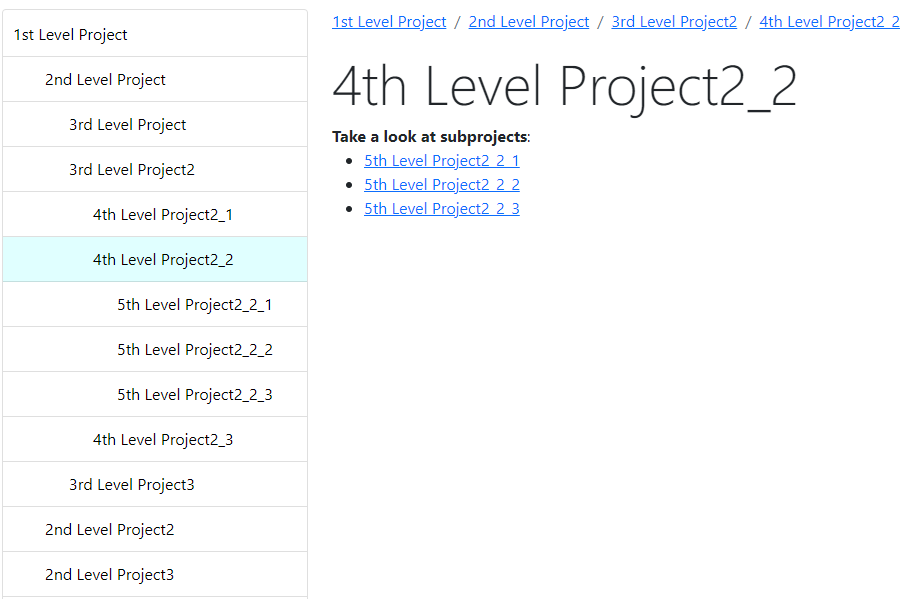 1st Level Project
2nd Level Project
3rd Level Project
3rd Level Project2
4th Level Project2_1
4th Level Project2_2
5th Level Project2_2_1
5th Level Project2_2_2
5th Level Project2_2_3
4th Level Project2_3
3rd Level Project3
2nd Level Project2
2nd Level Project3
1st Level Project / 2nd Level Project / 3rd Level Project2 / 4th Level Project2_2
4th Level Project2_2
Take a look at subprojects:
• 5th Level Project2_2_1
• 5th Level Project2_2_2
• 5th Level Project2_2_3